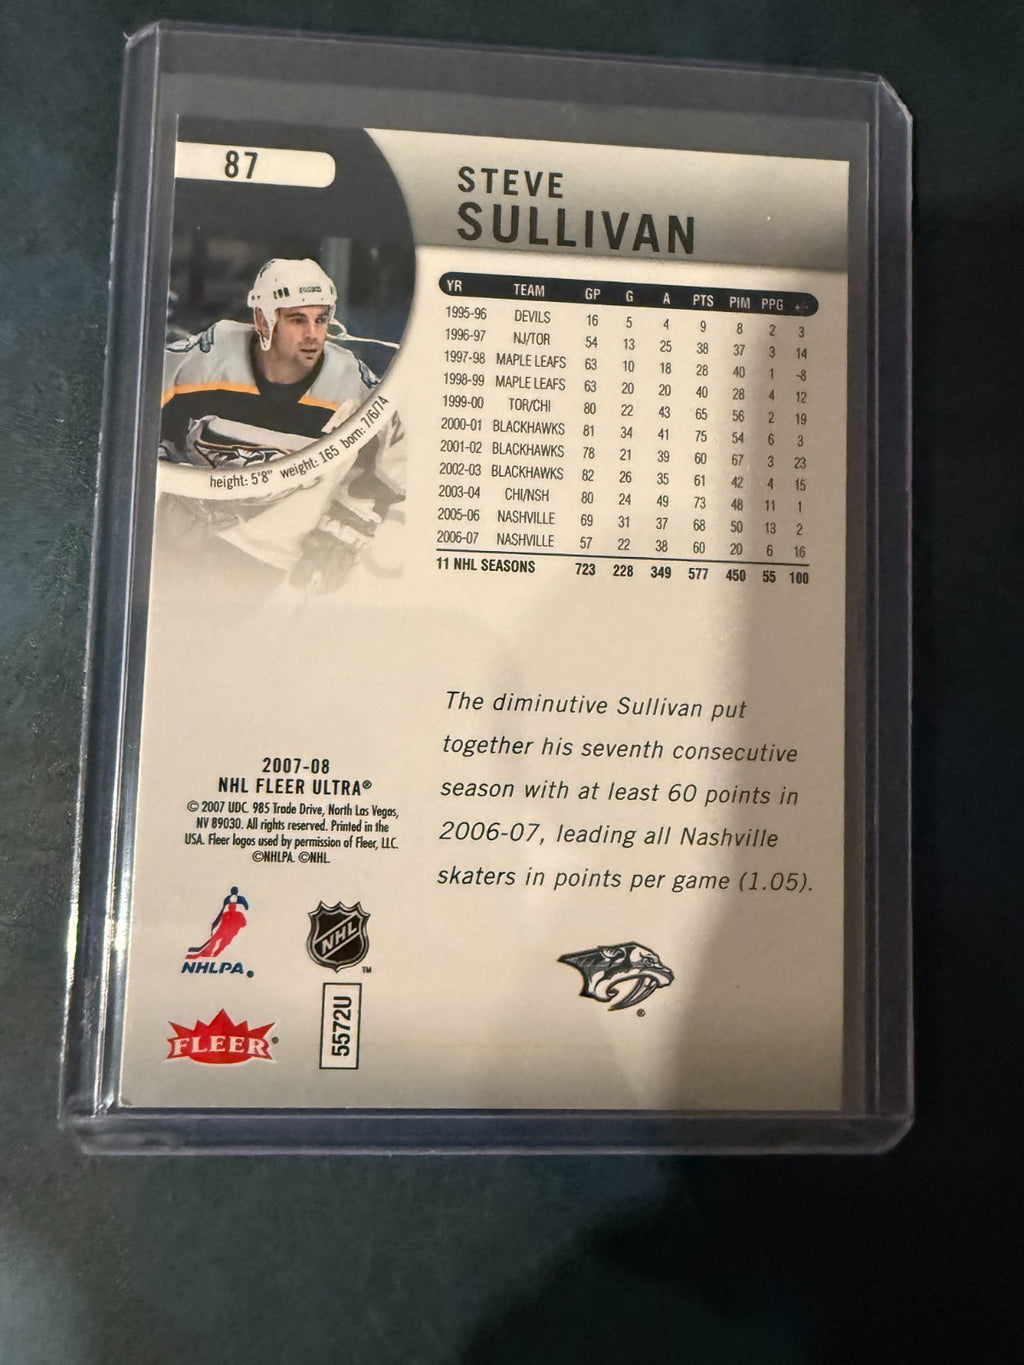 87
STEVE
SULLIVAN
height: 5'8" weight: 165 born: 7/6/74
YR TEAM GP G A PTS PIM PPG +/-
1995-96 DEVILS 16 5 4 9 8 2 3
1996-97 NJ/TOR 54 13 25 38 37 3 14
1997-98 MAPLE LEAFS 63 10 18 28 40 1 -8
1998-99 MAPLE LEAFS 63 20 20 40 28 4 12
1999-00 TOR/CHI 80 22 43 65 56 2 19
2000-01 BLACKHAWKS 81 34 41 75 54 6 3
2001-02 BLACKHAWKS 78 21 39 60 67 3 23
2002-03 BLACKHAWKS 82 26 35 61 42 4 15
2003-04 CHI/NSH 80 24 49 73 48 11 1
2005-06 NASHVILLE 69 31 37 68 50 13 2
2006-07 NASHVILLE 57 22 38 60 20 6 16
11 NHL SEASONS 723 228 349 577 450 55 100
The diminutive Sullivan put
together his seventh consecutive
season with at least 60 points in
2006-07, leading all Nashville
skaters in points per game (1.05).
2007-08
NHL FLEER ULTRA®
© 2007 UDC. 985 Trade Drive, North Las Vegas,
NV 89030. All rights reserved. Printed in the
USA. Fleer logos used by permission of Fleer, LLC.
©NHLPA. ©NHL.
NHLPA®
NHL TM
FLEER®
5572U
®